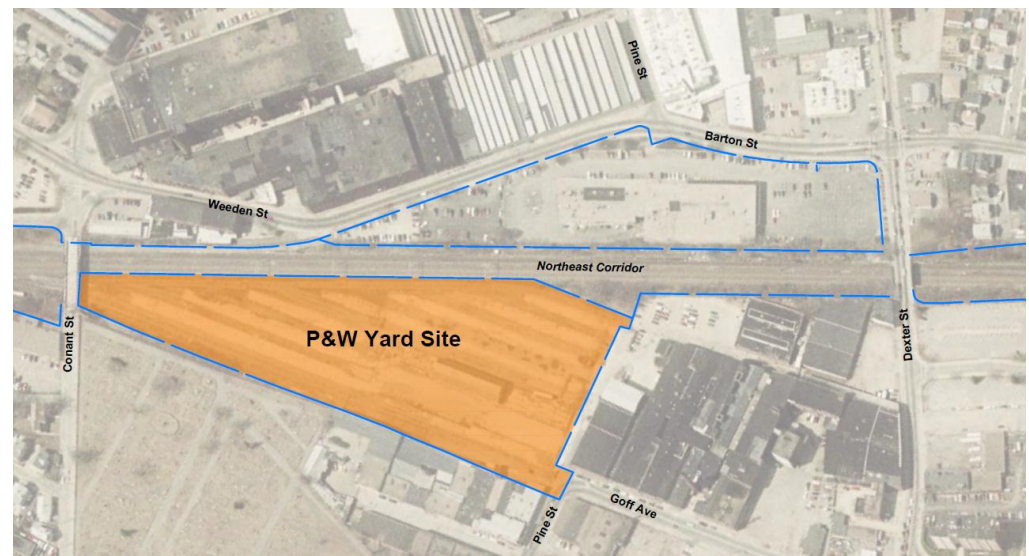 Pine St
Barton St
Weeden St
Northeast Corridor
P&W Yard Site
Conant St
Dexter St
Goff Ave
Pine St